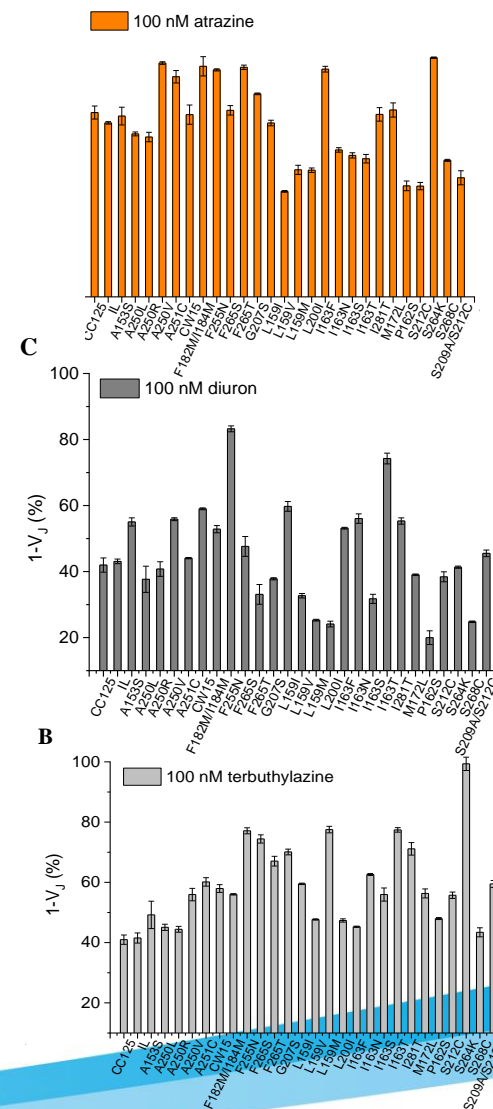 100 nM atrazine
CC125
IL
A153S
A250L
A250R
A250V
A251C
CW15
F182M/I184M
F255N
F265S
F265T
G207S
L159I
L159V
L159M
L200I
I163F
I163N
I163S
I163T
I281T
M172L
P162S
S212C
S264K
S268C
S209A/S212C
C
100 nM diuron
1-VJ (%)
100
80
60
40
20
CC125
IL
A153S
A250L
A250R
A250V
A251C
CW15
F182M/I184M
F255N
F265S
F265T
G207S
L159I
L159V
L159M
L200I
I163F
I163N
I163S
I163T
I281T
M172L
P162S
S212C
S264K
S268C
S209A/S212C
B
100 nM terbuthylazine
1-VJ (%)
100
80
60
40
20
CC125
IL
A153S
A250L
A250R
A250V
A251C
CW15
F182M/I184M
F255N
F265S
F265T
G207S
L159I
L159V
L159M
L200I
I163F
I163N
I163S
I163T
I281T
M172L
P162S
S212C
S264K
S268C
S209A/S212